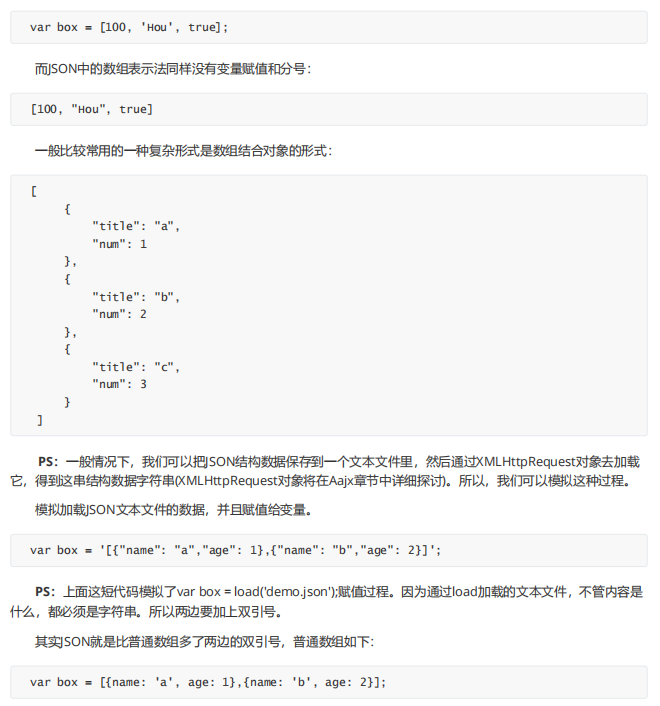 var box = [100, 'Hou', true];
而JSON中的数组表示法同样没有变量赋值和分号：
[100, "Hou", true]
一般比较常用的一种复杂形式是数组结合对象的形式：
[
{
"title": "a",
"num": 1
},
{
"title": "b",
"num": 2
},
{
"title": "c",
"num": 3
}
]
PS：一般情况下，我们可以把JSON结构数据保存到一个文本文件里，然后通过XMLHttpRequest对象去加载
它，得到这串结构数据字符串(XMLHttpRequest对象将在Aajx章节中详细探讨)。所以，我们可以模拟这种过程。
模拟加载JSON文本文件的数据，并且赋值给变量。
var box = '[{"name": "a","age": 1},{"name": "b","age": 2}]';
PS：上面这短代码模拟了var box = load('demo.json');赋值过程。因为通过load加载的文本文件，不管内容是
什么，都必须是字符串。所以两边要加上双引号。
其实JSON就是比普通数组多了两边的双引号，普通数组如下：
var box = [{name: 'a', age: 1},{name: 'b', age: 2}];